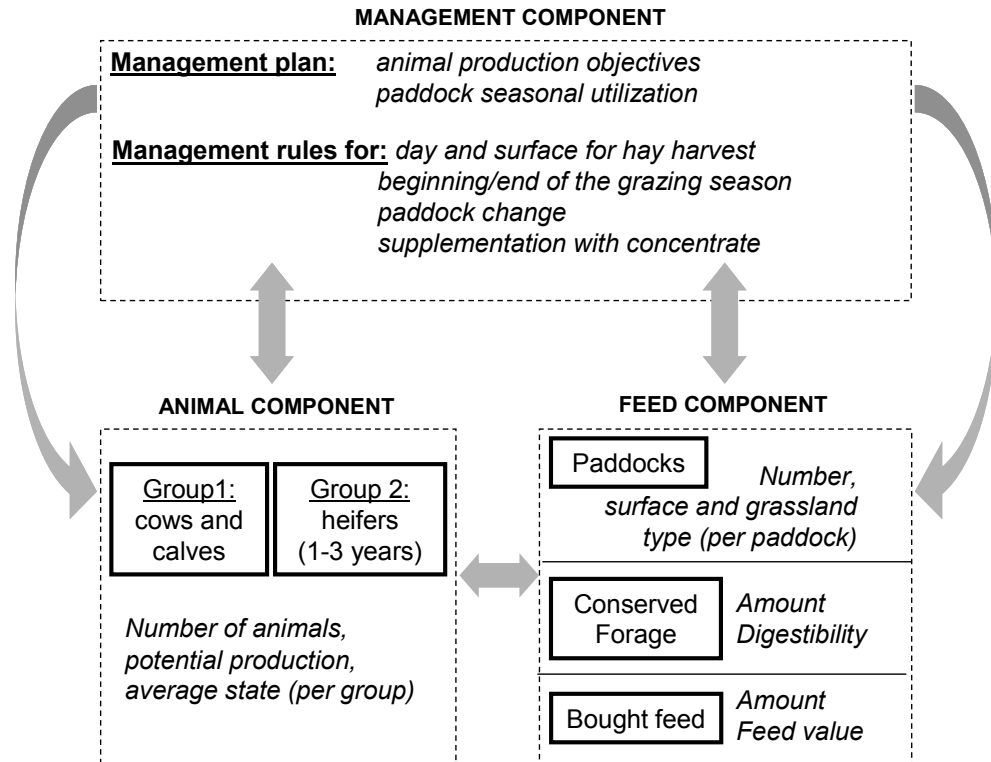 MANAGEMENT COMPONENT
Management plan: animal production objectives
paddock seasonal utilization
Management rules for: day and surface for hay harvest
beginning/end of the grazing season
paddock change
supplementation with concentrate
ANIMAL COMPONENT
Group1:
cows and
calves
Group 2:
heifers
(1-3 years)
Number of animals,
potential production,
average state (per group)
FEED COMPONENT
Paddocks
Number,
surface and grassland
type (per paddock)
Conserved
Forage
Amount
Digestibility
Bought feed
Amount
Feed value